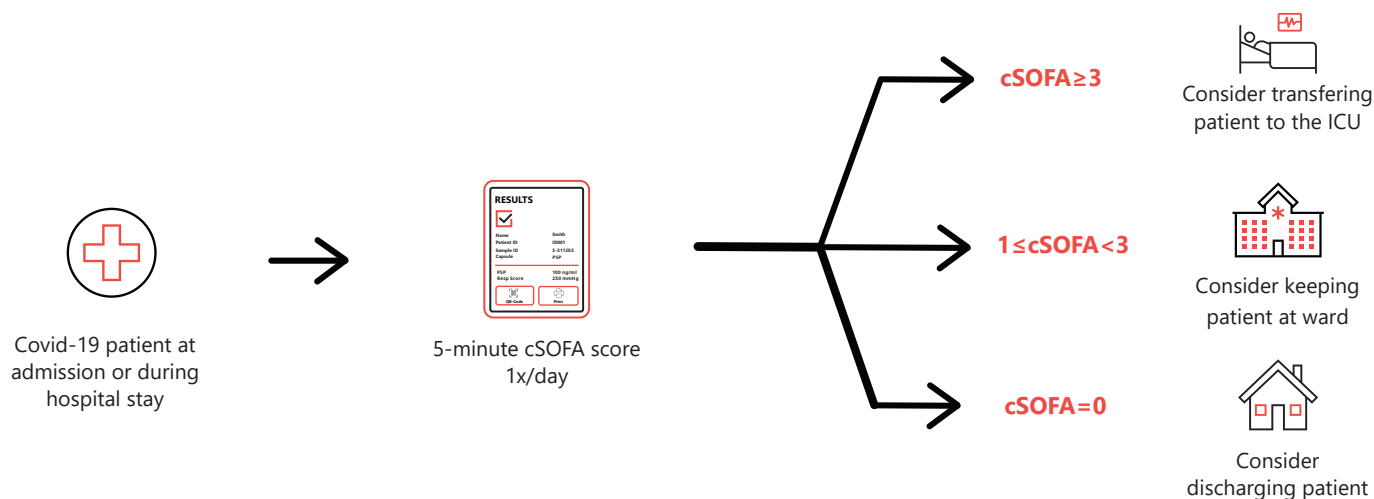 Covid-19 patient at
admission or during
hospital stay
RESULTS
Name Smith
Patient ID ID001
Sample ID S-311203
Capsule PSP
PSP 100 ng/ml
Resp Score 250 mmHg
QR-Code Print
5-minute cSOFA score
1x/day
cSOFA≥3
Consider transfering
patient to the ICU
1≤cSOFA<3
Consider keeping
patient at ward
cSOFA=0
Consider
discharging patient